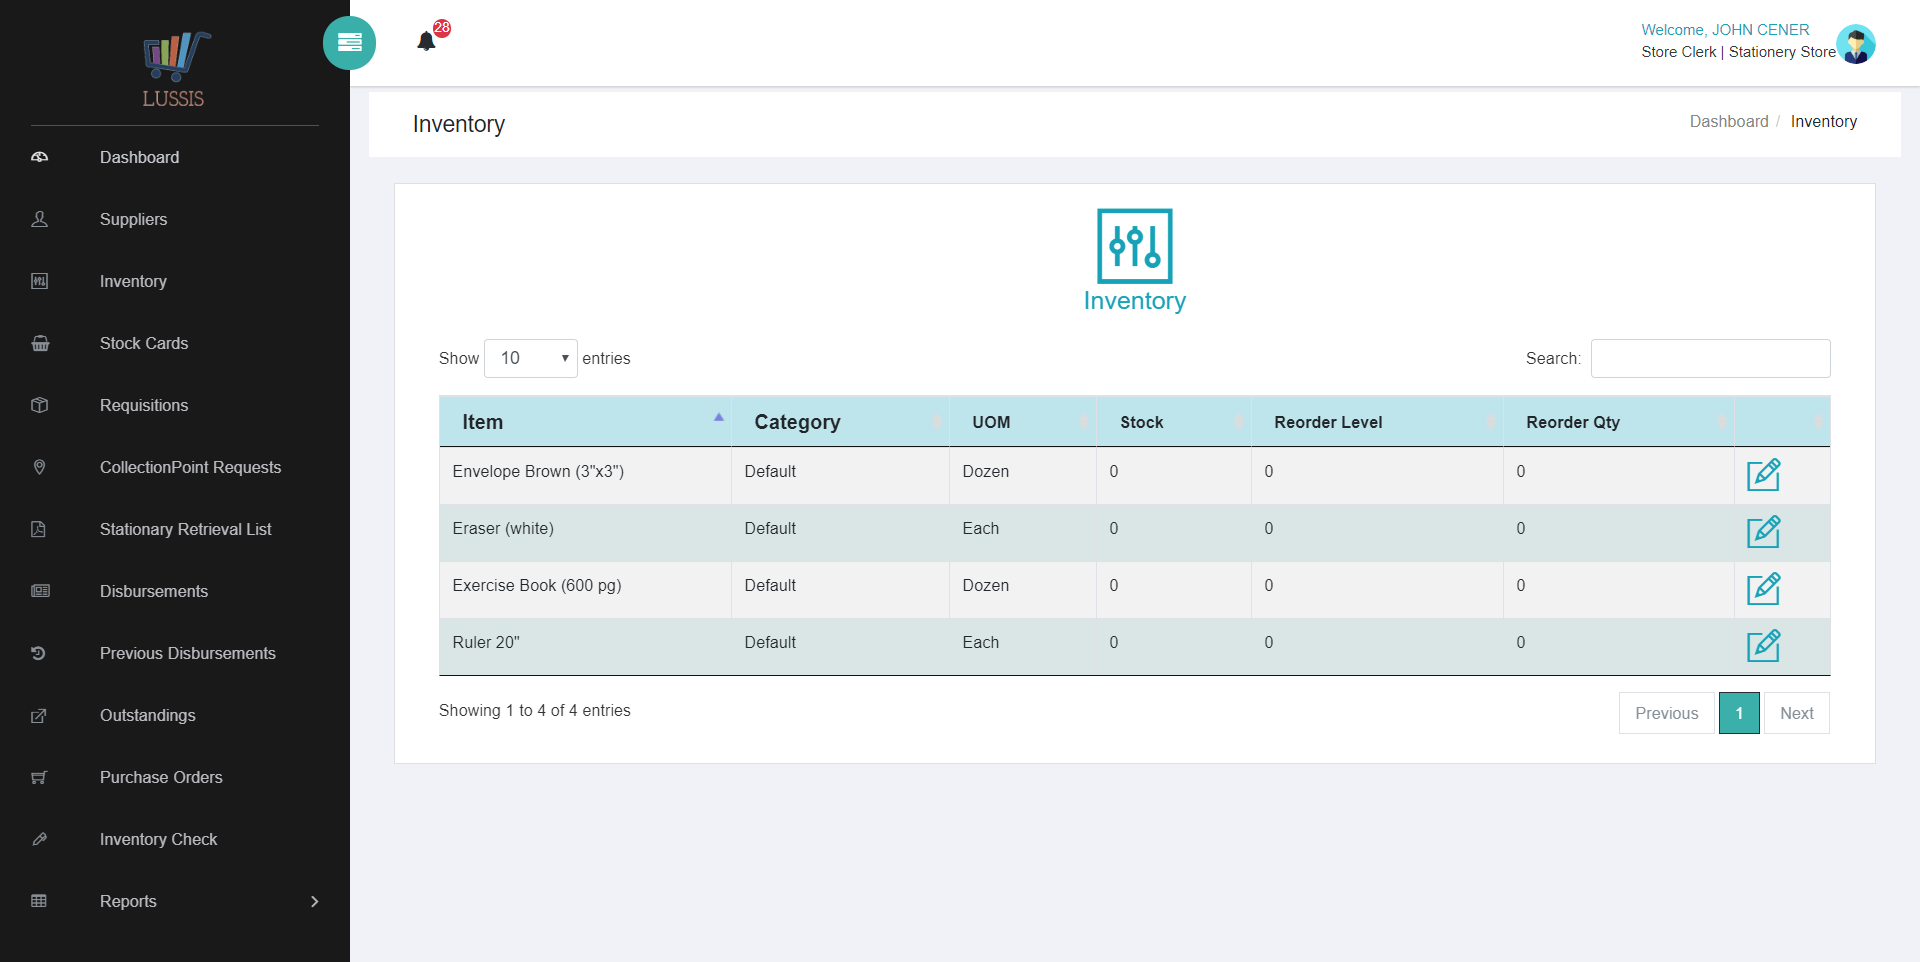 LUSSIS
Dashboard
Suppliers
Inventory
Stock Cards
Requisitions
CollectionPoint Requests
Stationary Retrieval List
Disbursements
Previous Disbursements
Outstandings
Purchase Orders
Inventory Check
Reports
28
Welcome, JOHN CENER
Store Clerk | Stationery Store
Inventory
Dashboard / Inventory
Inventory
Show 10 entries
Search:
Item Category UOM Stock Reorder Level Reorder Qty
Envelope Brown (3"x3") Default Dozen 0 0 0
Eraser (white) Default Each 0 0 0
Exercise Book (600 pg) Default Dozen 0 0 0
Ruler 20" Default Each 0 0 0
Showing 1 to 4 of 4 entries
Previous 1 Next